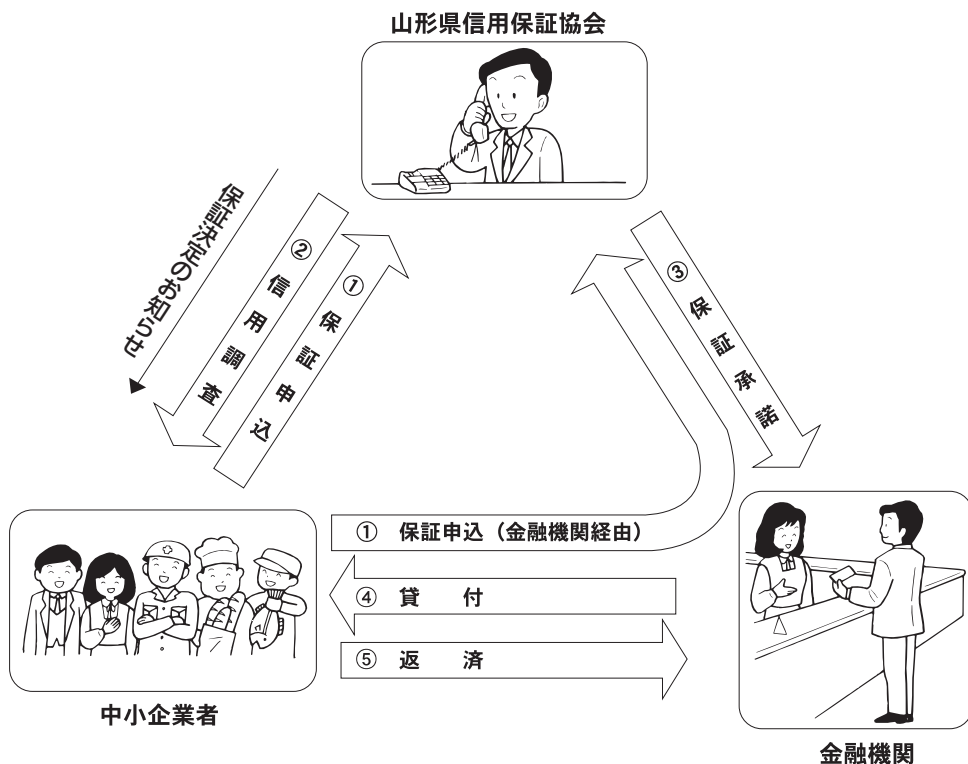 山形県信用保証協会
保証決定のお知らせ
② 信用調査
① 保証申込
③ 保証承諾
① 保証申込（金融機関経由）
④ 貸　付
⑤ 返　済
中小企業者
金融機関